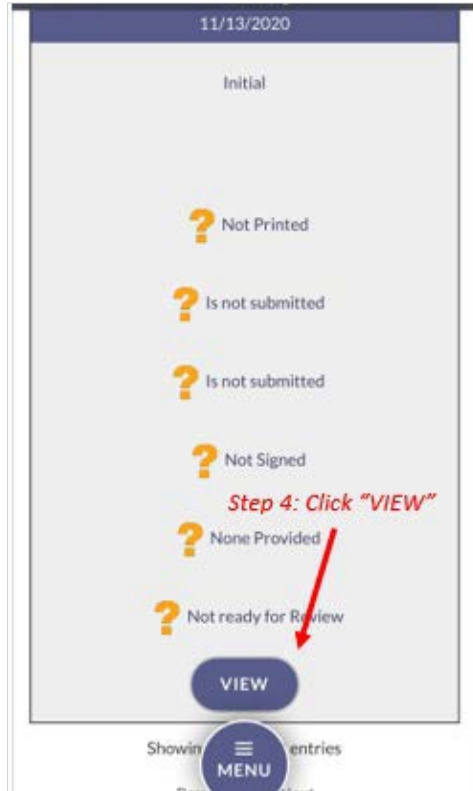 11/13/2020
Initial
? Not Printed
? Is not submitted
? Is not submitted
? Not Signed
Step 4: Click "VIEW"
? None Provided
? Not ready for Review
VIEW
Showin entries
MENU